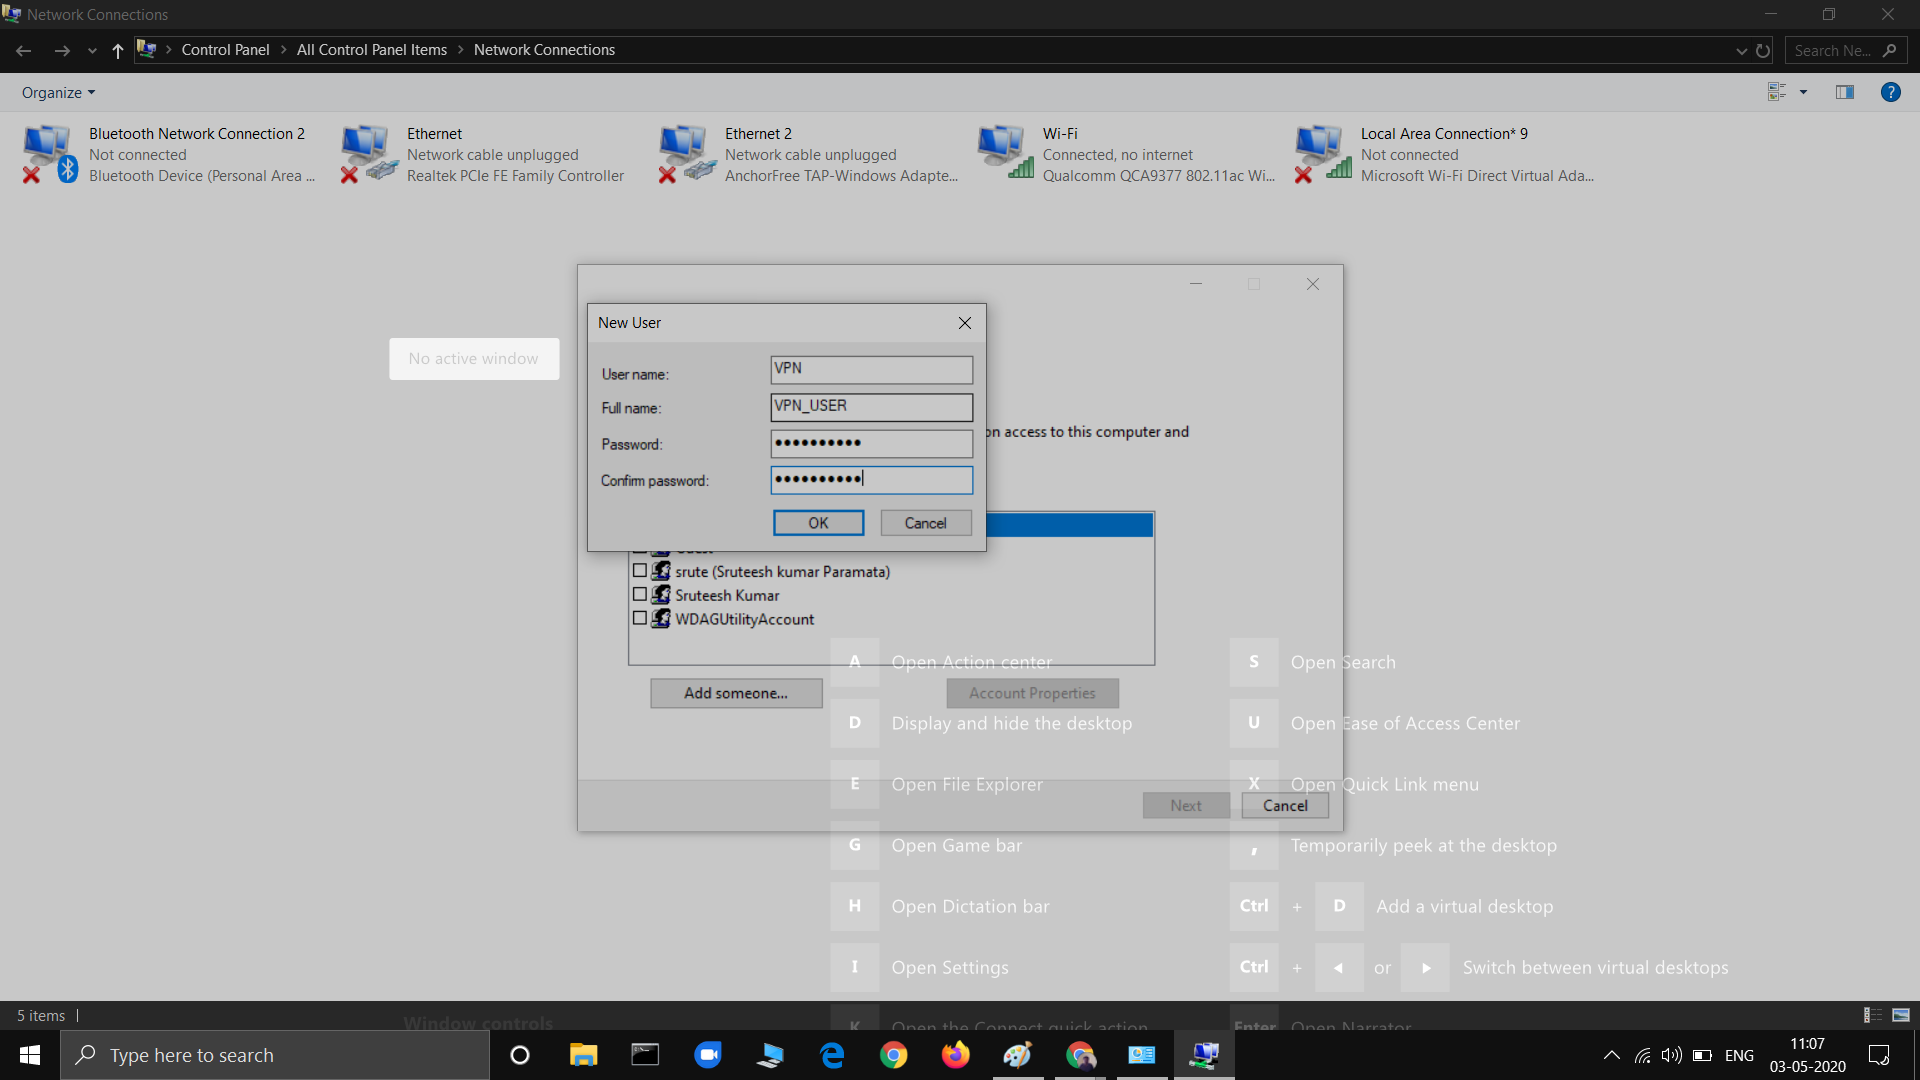 Network Connections
Control Panel > All Control Panel Items > Network Connections
Search Ne...
Organize
Bluetooth Network Connection 2
Not connected
Bluetooth Device (Personal Area ...
Ethernet
Network cable unplugged
Realtek PCIe FE Family Controller
Ethernet 2
Network cable unplugged
AnchorFree TAP-Windows Adapte...
Wi-Fi
Connected, no internet
Qualcomm QCA9377 802.11ac Wi...
Local Area Connection* 9
Not connected
Microsoft Wi-Fi Direct Virtual Ada...
No active window
New User
User name: VPN
Full name: VPN_USER
Password: ••••••••••
Confirm password: ••••••••••
OK Cancel
on access to this computer and
Guest
srute (Sruteesh kumar Paramata)
Sruteesh Kumar
WDAGUtilityAccount
Add someone... Account Properties
Next Cancel
A Open Action center
D Display and hide the desktop
E Open File Explorer
G Open Game bar
H Open Dictation bar
I Open Settings
K Open the Connect quick action
S Open Search
U Open Ease of Access Center
X Open Quick Link menu
, Temporarily peek at the desktop
Ctrl + D Add a virtual desktop
Ctrl + ◄ or ► Switch between virtual desktops
Enter Open Narrator
Window controls
5 items
Type here to search
ENG
11:07
03-05-2020